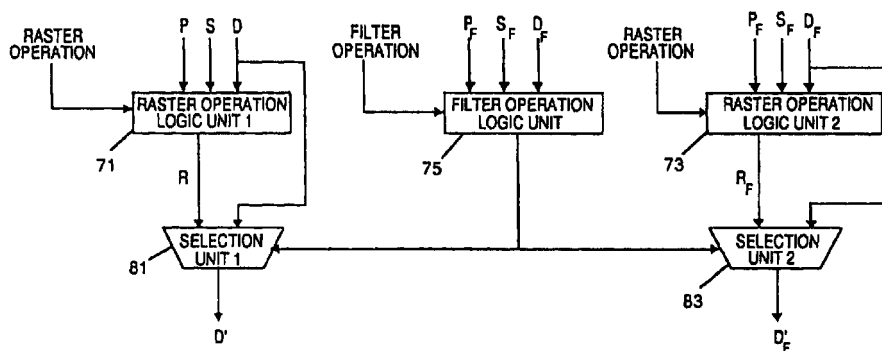 RASTER
OPERATION
P S D
RASTER OPERATION
LOGIC UNIT 1
71
R
SELECTION
UNIT 1
81
D'
FILTER
OPERATION
P_F S_F D_F
FILTER OPERATION
LOGIC UNIT
75
RASTER
OPERATION
P_F S_F D_F
RASTER OPERATION
LOGIC UNIT 2
73
R_F
SELECTION
UNIT 2
83
D'_F